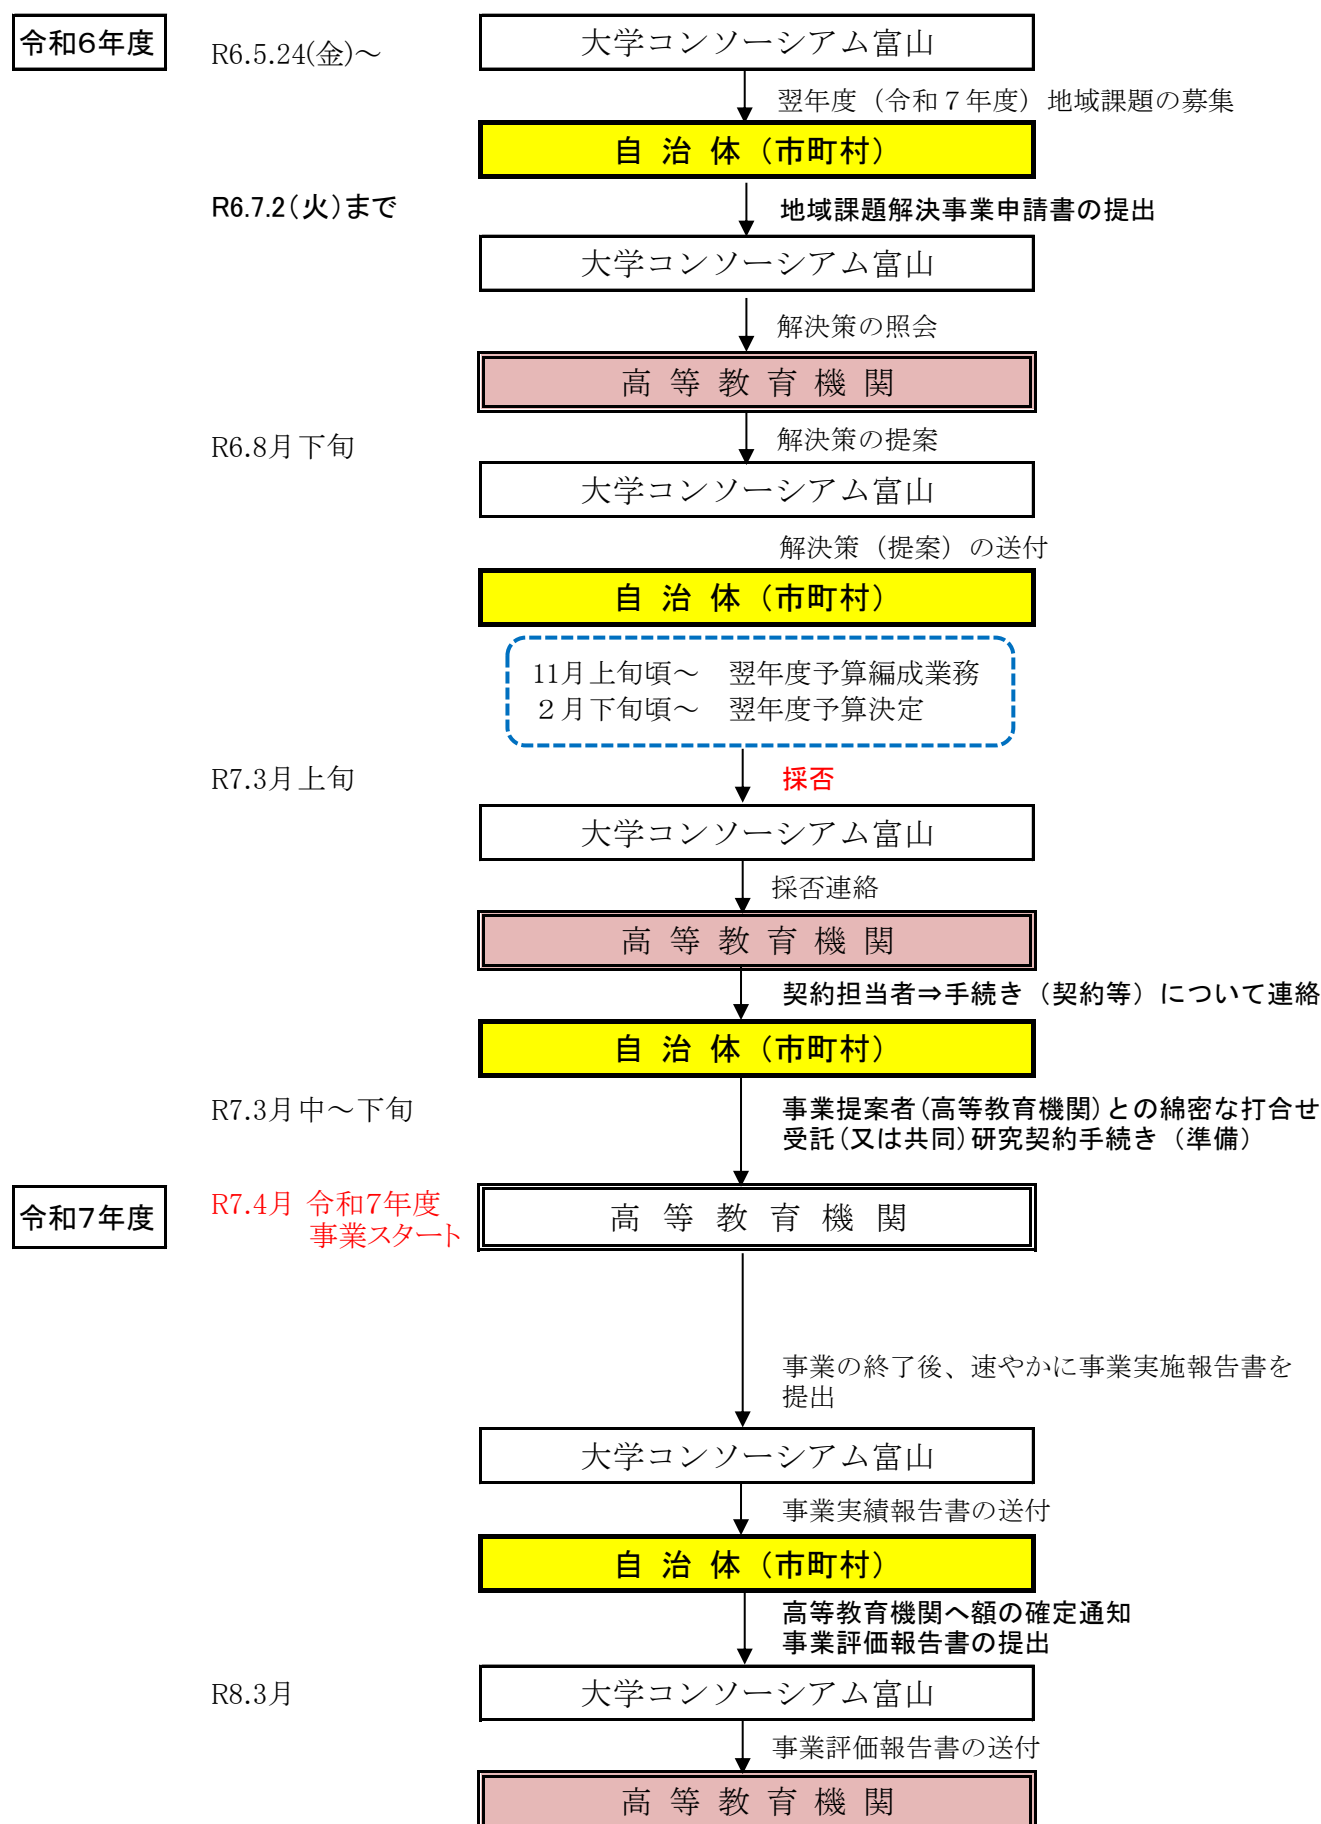 令和6年度
R6.5.24(金)～
大学コンソーシアム富山
翌年度（令和７年度）地域課題の募集
自 治 体（市町村）
R6.7.2（火）まで
地域課題解決事業申請書の提出
大学コンソーシアム富山
解決策の照会
高 等 教 育 機 関
R6.8月下旬
解決策の提案
大学コンソーシアム富山
解決策（提案）の送付
自 治 体（市町村）
11月上旬頃～　翌年度予算編成業務
２月下旬頃～　翌年度予算決定
R7.3月上旬
採否
大学コンソーシアム富山
採否連絡
高 等 教 育 機 関
契約担当者⇒手続き（契約等）について連絡
自 治 体（市町村）
R7.3月中～下旬
事業提案者（高等教育機関）との綿密な打合せ
受託（又は共同）研究契約手続き（準備）
令和7年度
R7.4月 令和7年度
事業スタート
高 等 教 育 機 関
事業の終了後、速やかに事業実施報告書を
提出
大学コンソーシアム富山
事業実績報告書の送付
自 治 体（市町村）
高等教育機関へ額の確定通知
事業評価報告書の提出
R8.3月
大学コンソーシアム富山
事業評価報告書の送付
高 等 教 育 機 関